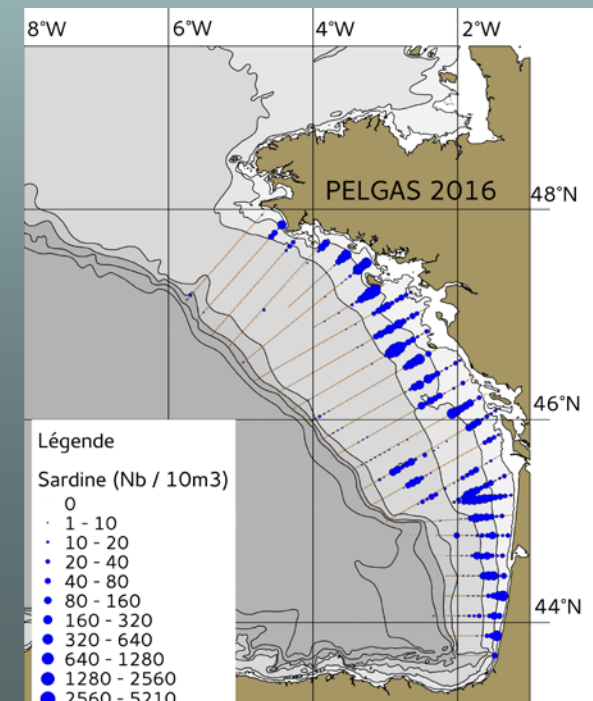 8°W 6°W 4°W 2°W
PELGAS 2016
48°N
46°N
44°N
Légende
Sardine (Nb / 10m3)
0
1 - 10
10 - 20
20 - 40
40 - 80
80 - 160
160 - 320
320 - 640
640 - 1280
1280 - 2560
2560 - 5210